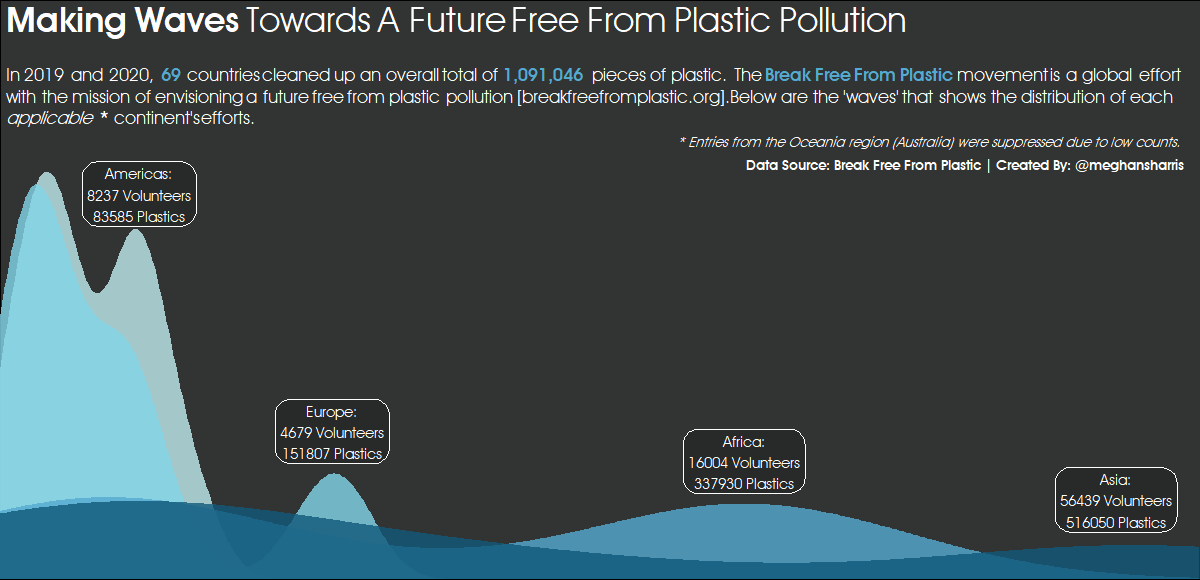 Making Waves Towards A Future Free From Plastic Pollution
In 2019 and 2020, 69 countries cleaned up an overall total of 1,091,046 pieces of plastic. The Break Free From Plastic movement is a global effort
with the mission of envisioning a future free from plastic pollution [breakfreefromplastic.org]. Below are the 'waves' that shows the distribution of each
applicable * continent's efforts.
* Entries from the Oceania region (Australia) were suppressed due to low counts.
Data Source: Break Free From Plastic | Created By: @meghansharris
Americas:
8237 Volunteers
83585 Plastics
Europe:
4679 Volunteers
151807 Plastics
Africa:
16004 Volunteers
337930 Plastics
Asia:
56439 Volunteers
516050 Plastics